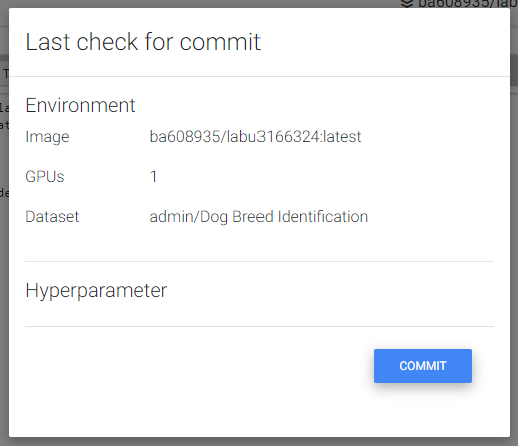 ba608935/labu
Last check for commit
Environment
Image ba608935/labu3166324:latest
GPUs 1
Dataset admin/Dog Breed Identification
Hyperparameter
COMMIT